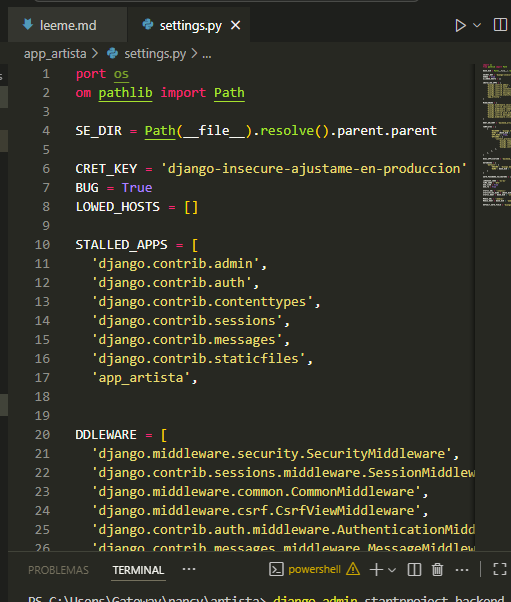 leeme.md
settings.py
app_artista > settings.py > ...
1 port os
2 om pathlib import Path
3
4 SE_DIR = Path(__file__).resolve().parent.parent
5
6 CRET_KEY = 'django-insecure-ajustame-en-produccion'
7 BUG = True
8 LOWED_HOSTS = []
9
10 STALLED_APPS = [
11 'django.contrib.admin',
12 'django.contrib.auth',
13 'django.contrib.contenttypes',
14 'django.contrib.sessions',
15 'django.contrib.messages',
16 'django.contrib.staticfiles',
17 'app_artista',
18
19
20 DDLEWARE = [
21 'django.middleware.security.SecurityMiddleware',
22 'django.contrib.sessions.middleware.SessionMiddlew
23 'django.middleware.common.CommonMiddleware',
24 'django.middleware.csrf.CsrfViewMiddleware',
25 'django.contrib.auth.middleware.AuthenticationMidd
26 'django.contrib.messages.middleware.MessageMiddlew
PROBLEMAS TERMINAL ... powershell
PS C:\Users\Gateway\nancy\artista> django-admin startproject backend